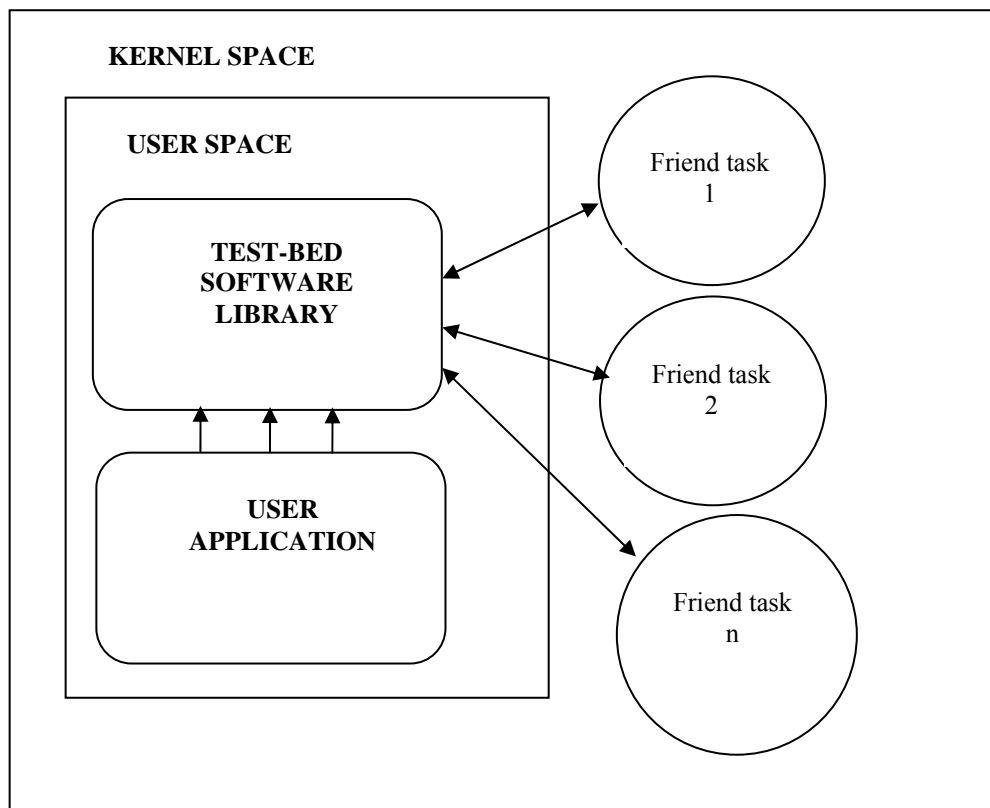 KERNEL SPACE
USER SPACE
TEST-BED
SOFTWARE
LIBRARY
USER
APPLICATION
Friend task
1
Friend task
2
Friend task
n